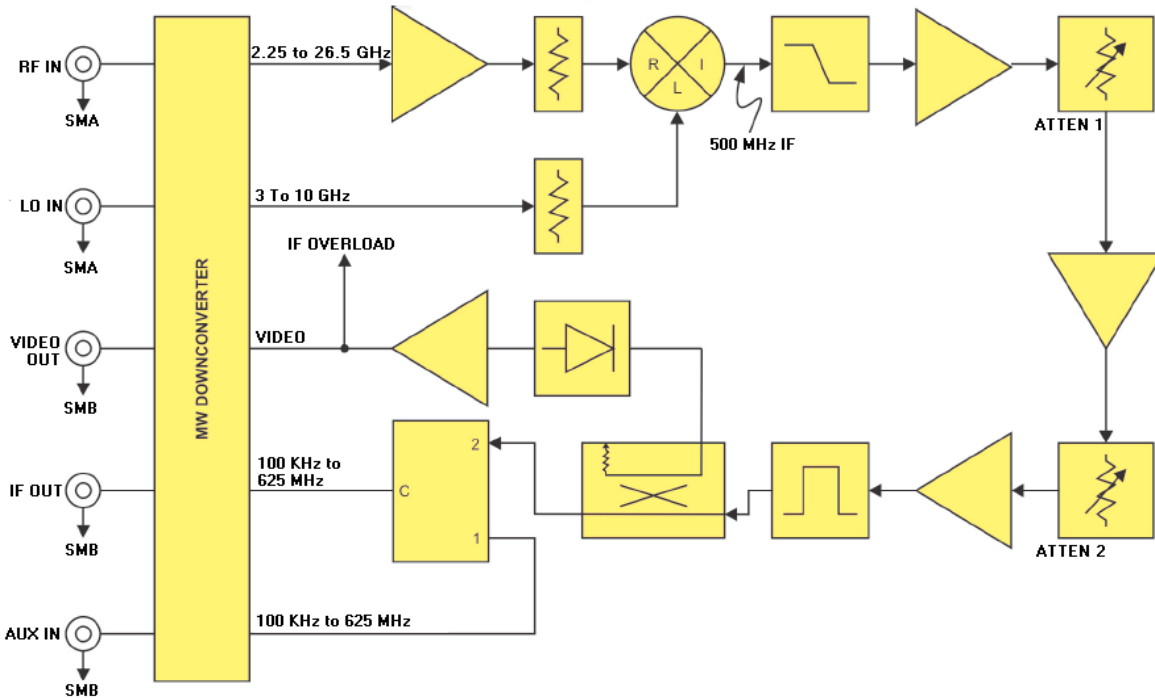 2.25 to 26.5 GHz
RF IN
SMA
R
I
L
500 MHz IF
ATTEN 1
3 To 10 GHz
LO IN
SMA
IF OVERLOAD
MW DOWNCONVERTER
VIDEO
OUT
SMB
VIDEO
2
C
1
100 KHz to
625 MHz
IF OUT
SMB
ATTEN 2
100 KHz to 625 MHz
AUX IN
SMB